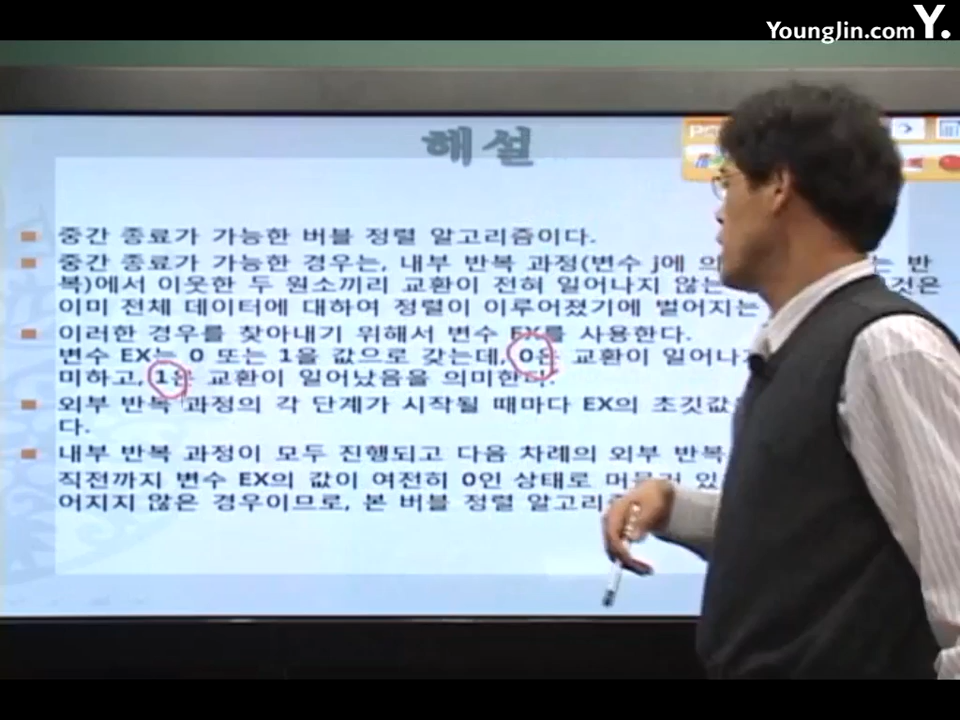 YoungJin.com Y.
해설
중간 종료가 가능한 버블 정렬 알고리즘이다.
중간 종료가 가능한 경우는, 내부 반복 과정(변수 j에 의 는 반
복)에서 이웃한 두 원소끼리 교환이 전혀 일어나지 않는 것은
이미 전체 데이터에 대하여 정렬이 이루어졌기에 벌어지는
이러한 경우를 찾아내기 위해서 변수 EX를 사용한다.
변수 EX는 0 또는 1을 값으로 갖는데, 0은 교환이 일어나지
미하고, 1은 교환이 일어났음을 의미한다.
외부 반복 과정의 각 단계가 시작될 때마다 EX의 초깃값
다.
내부 반복 과정이 모두 진행되고 다음 차례의 외부 반복
직전까지 변수 EX의 값이 여전히 0인 상태로 머물러 있
어지지 않은 경우이므로, 본 버블 정렬 알고리